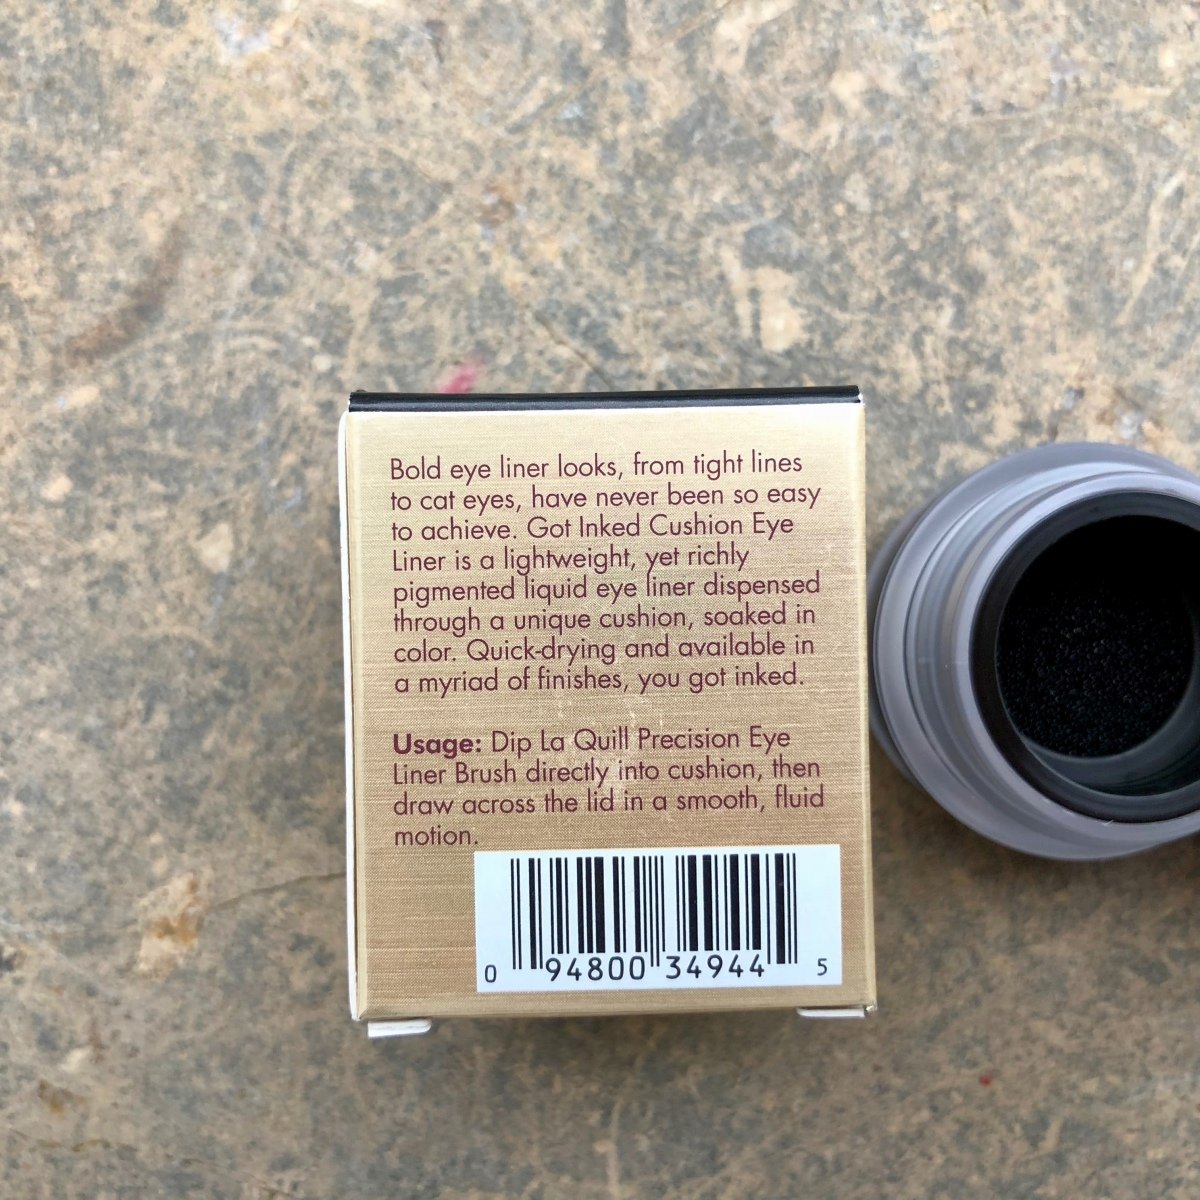 Bold eye liner looks, from tight lines
to cat eyes, have never been so easy
to achieve. Got Inked Cushion Eye
Liner is a lightweight, yet richly
pigmented liquid eye liner dispensed
through a unique cushion, soaked in
color. Quick-drying and available in
a myriad of finishes, you got inked.
Usage: Dip La Quill Precision Eye
Liner Brush directly into cushion, then
draw across the lid in a smooth, fluid
motion.
0 94800 34944 5